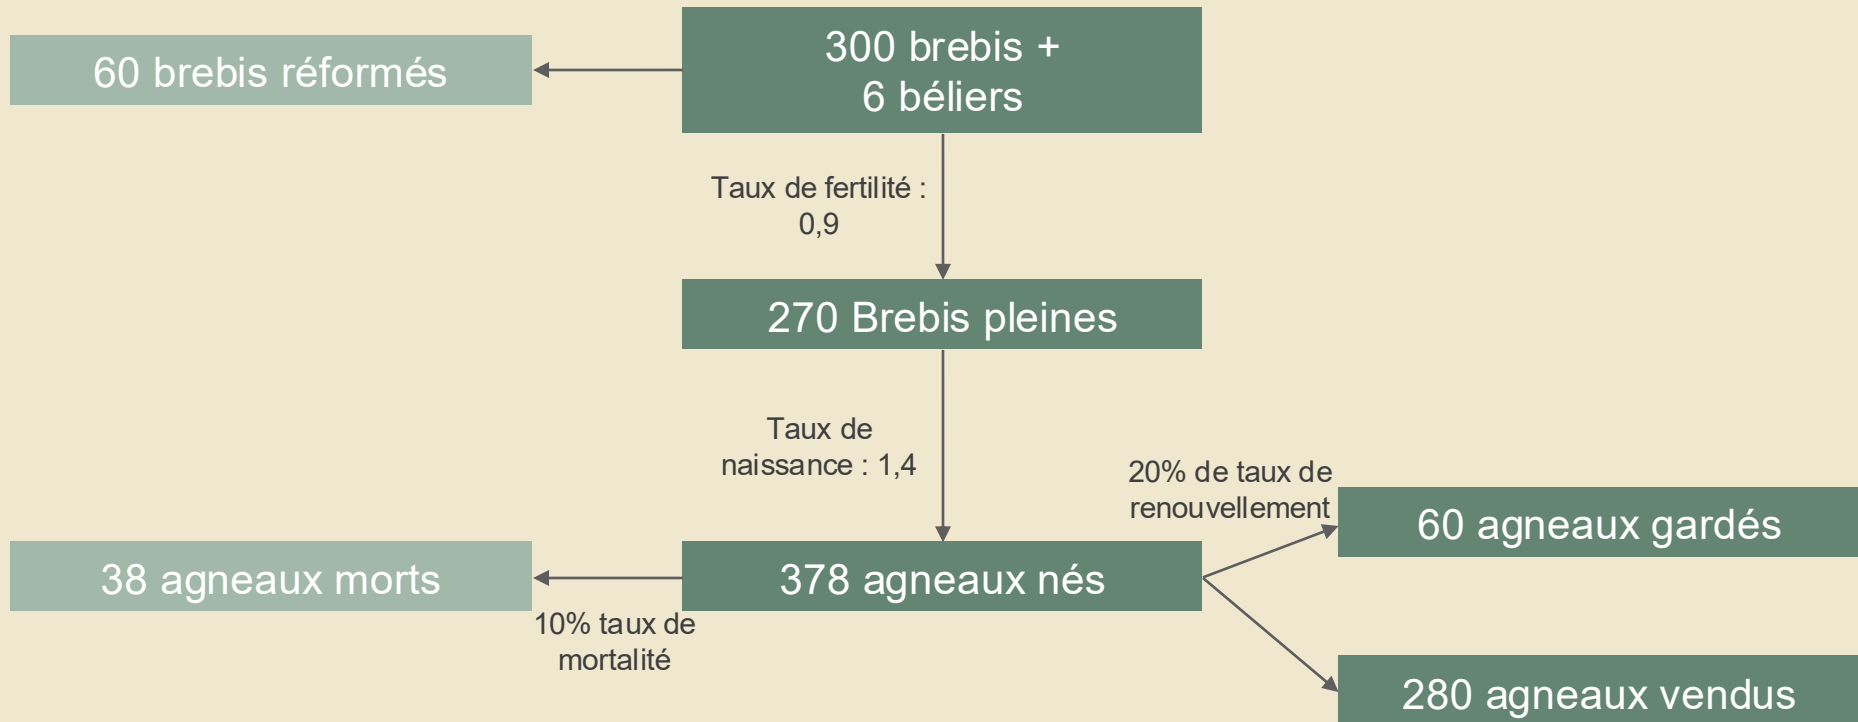 300 brebis +
6 béliers
60 brebis réformés
Taux de fertilité :
0,9
270 Brebis pleines
Taux de
naissance : 1,4
20% de taux de
renouvellement
60 agneaux gardés
38 agneaux morts
378 agneaux nés
10% taux de
mortalité
280 agneaux vendus